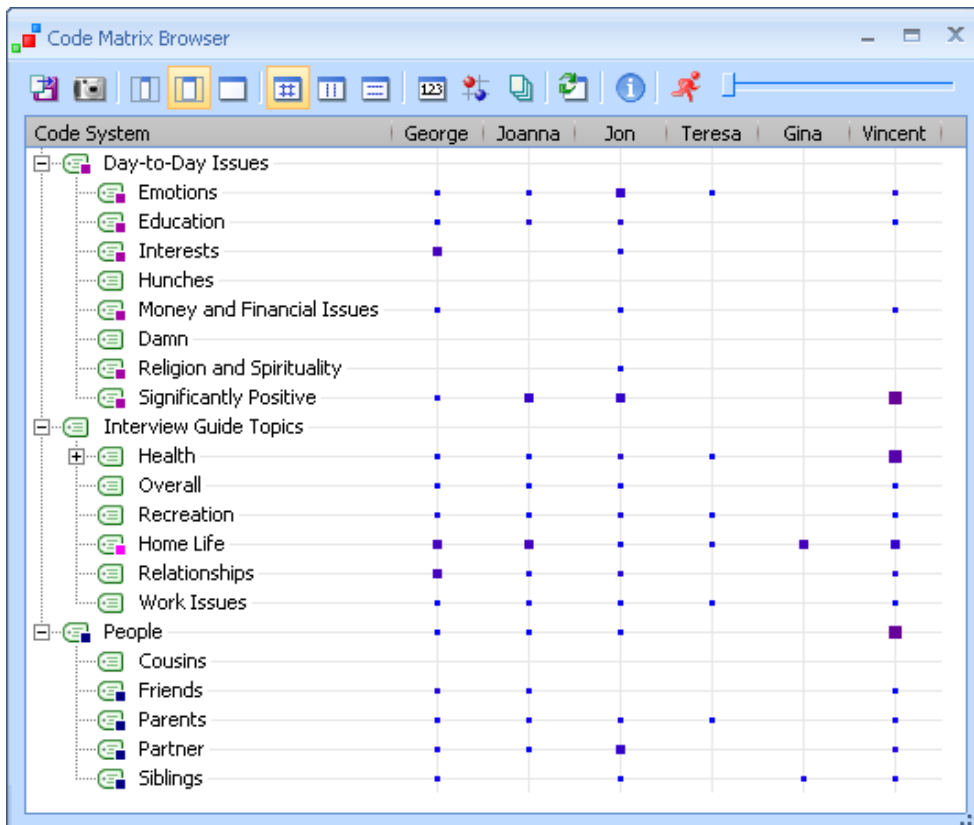 Code Matrix Browser
123
Code System George Joanna Jon Teresa Gina Vincent
Day-to-Day Issues
Emotions
Education
Interests
Hunches
Money and Financial Issues
Damn
Religion and Spirituality
Significantly Positive
Interview Guide Topics
Health
Overall
Recreation
Home Life
Relationships
Work Issues
People
Cousins
Friends
Parents
Partner
Siblings